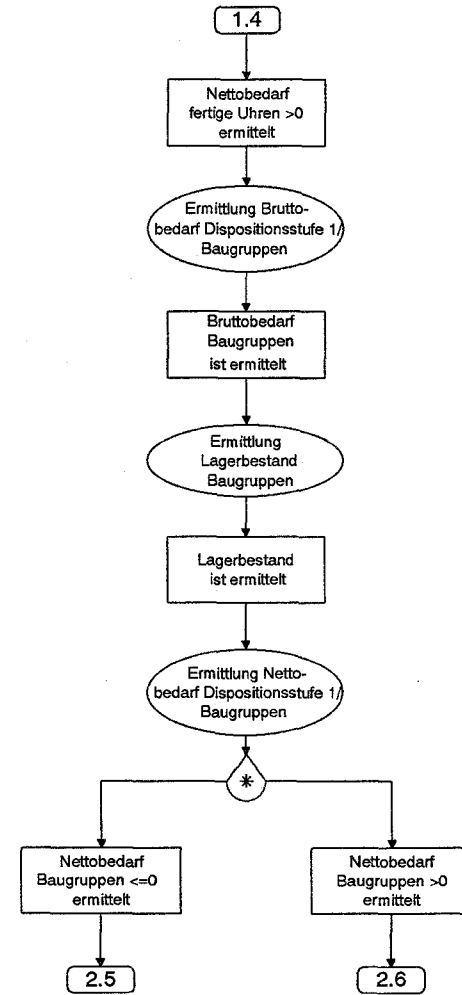 1.4
Nettobedarf
fertige Uhren >0
ermittelt
Ermittlung Brutto-
bedarf Dispositionsstufe 1/
Baugruppen
Bruttobedarf
Baugruppen
ist ermittelt
Ermittlung
Lagerbestand
Baugruppen
Lagerbestand
ist ermittelt
Ermittlung Netto-
bedarf Dispositionsstufe 1/
Baugruppen
*
Nettobedarf
Baugruppen <=0
ermittelt
Nettobedarf
Baugruppen >0
ermittelt
2.5
2.6